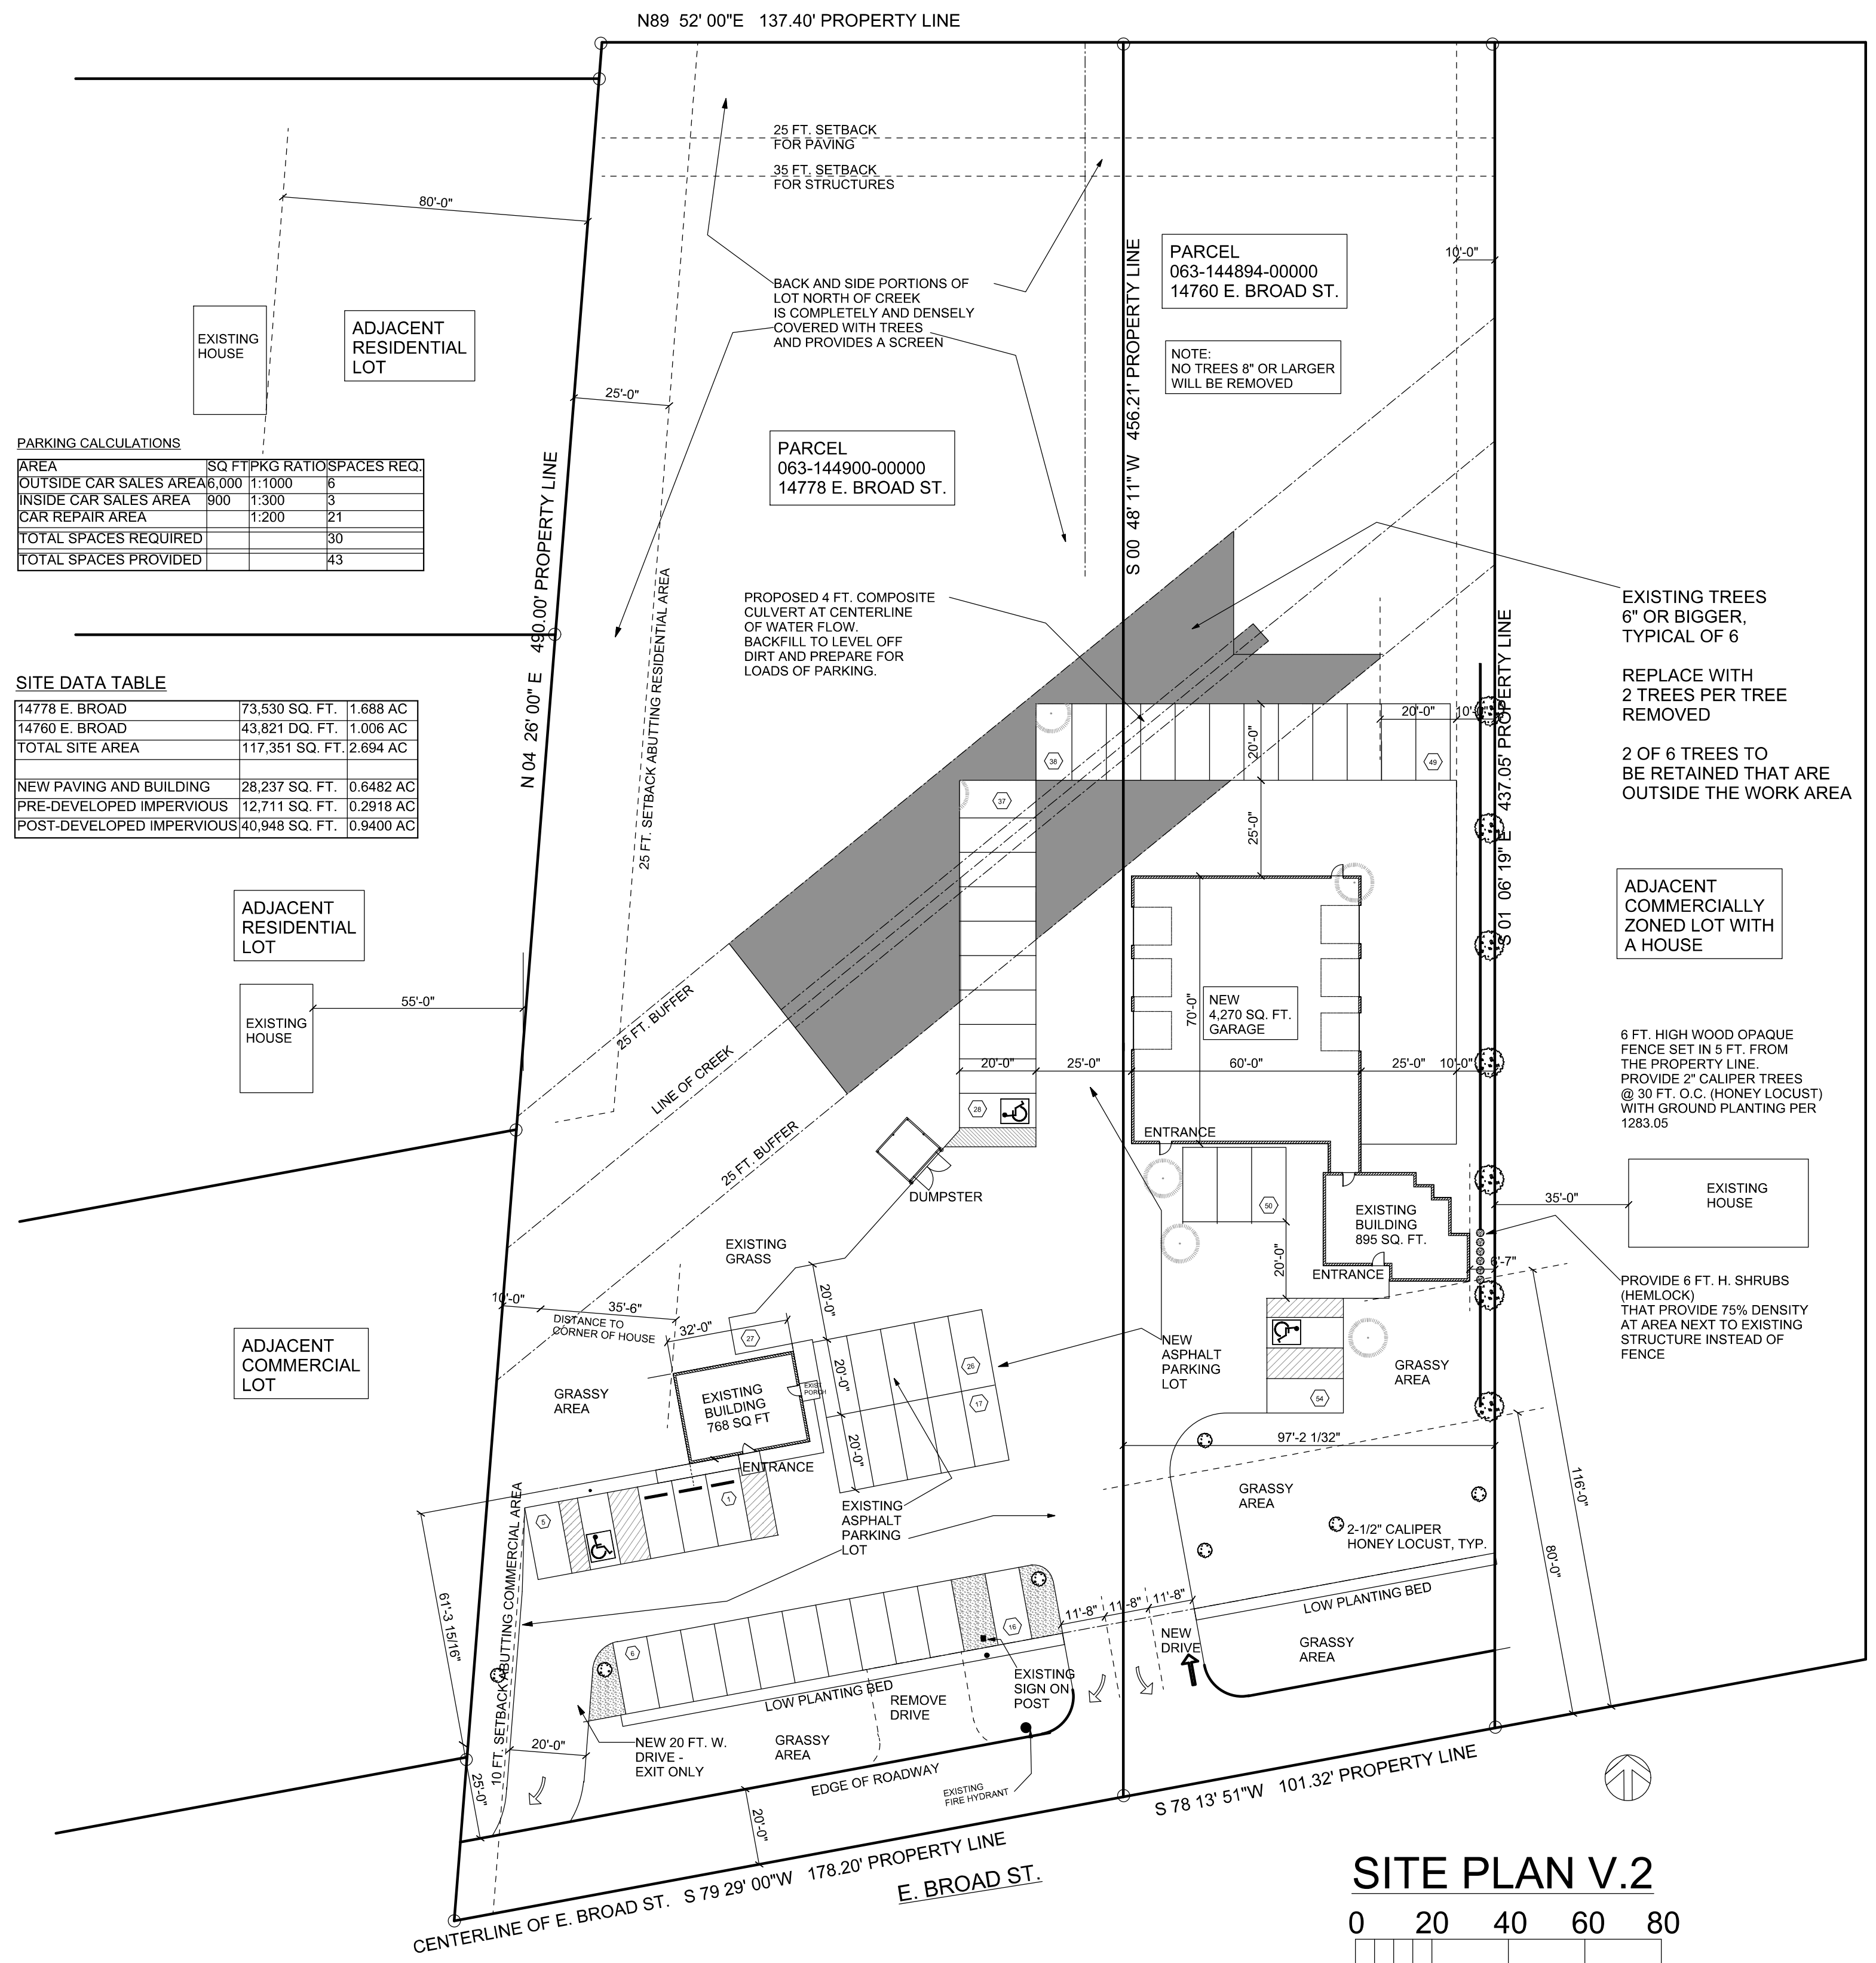 N89 52' 00"E 137.40' PROPERTY LINE
25 FT. SETBACK
FOR PAVING
35 FT. SETBACK
FOR STRUCTURES
80'-0"
PARCEL
063-144894-00000
14760 E. BROAD ST.
10'-0"
BACK AND SIDE PORTIONS OF
LOT NORTH OF CREEK
IS COMPLETELY AND DENSELY
COVERED WITH TREES
AND PROVIDES A SCREEN
S 00 48' 11" W 456.21' PROPERTY LINE
EXISTING
HOUSE
ADJACENT
RESIDENTIAL
LOT
NOTE:
NO TREES 8" OR LARGER
WILL BE REMOVED
25'-0"
PARCEL
063-144900-00000
14778 E. BROAD ST.
PARKING CALCULATIONS
AREA SQ FT PKG RATIO SPACES REQ.
OUTSIDE CAR SALES AREA 6,000 1:1000 6
INSIDE CAR SALES AREA 900 1:300 3
CAR REPAIR AREA 1:200 21
TOTAL SPACES REQUIRED 30
TOTAL SPACES PROVIDED 43
N 04 26' 00" E 490.00' PROPERTY LINE
25 FT. SETBACK ABUTTING RESIDENTIAL AREA
PROPOSED 4 FT. COMPOSITE
CULVERT AT CENTERLINE
OF WATER FLOW.
BACKFILL TO LEVEL OFF
DIRT AND PREPARE FOR
LOADS OF PARKING.
EXISTING TREES
6" OR BIGGER,
TYPICAL OF 6
REPLACE WITH
2 TREES PER TREE
REMOVED
2 OF 6 TREES TO
BE RETAINED THAT ARE
OUTSIDE THE WORK AREA
S 01 06' 19" E 437.05' PROPERTY LINE
SITE DATA TABLE
14778 E. BROAD 73,530 SQ. FT. 1.688 AC
14760 E. BROAD 43,821 DQ. FT. 1.006 AC
TOTAL SITE AREA 117,351 SQ. FT. 2.694 AC
NEW PAVING AND BUILDING 28,237 SQ. FT. 0.6482 AC
PRE-DEVELOPED IMPERVIOUS 12,711 SQ. FT. 0.2918 AC
POST-DEVELOPED IMPERVIOUS 40,948 SQ. FT. 0.9400 AC
20'-0"
10'-0"
38
20'-0"
49
37
25'-0"
ADJACENT
RESIDENTIAL
LOT
ADJACENT
COMMERCIALLY
ZONED LOT WITH
A HOUSE
EXISTING
HOUSE
55'-0"
25 FT. BUFFER
LINE OF CREEK
25 FT. BUFFER
70'-0"
NEW
4,270 SQ. FT.
GARAGE
20'-0"
25'-0"
60'-0"
25'-0"
10'-0"
6 FT. HIGH WOOD OPAQUE
FENCE SET IN 5 FT. FROM
THE PROPERTY LINE.
PROVIDE 2" CALIPER TREES
@ 30 FT. O.C. (HONEY LOCUST)
WITH GROUND PLANTING PER
1283.05
28
ENTRANCE
DUMPSTER
50
EXISTING
BUILDING
895 SQ. FT.
35'-0"
EXISTING
HOUSE
EXISTING
GRASS
20'-0"
ENTRANCE
6'-7"
PROVIDE 6 FT. H. SHRUBS
(HEMLOCK)
THAT PROVIDE 75% DENSITY
AT AREA NEXT TO EXISTING
STRUCTURE INSTEAD OF
FENCE
10'-0"
35'-6"
DISTANCE TO
CORNER OF HOUSE
32'-0"
27
20'-0"
20'-0"
20'-0"
26
17
ADJACENT
COMMERCIAL
LOT
GRASSY
AREA
EXISTING
BUILDING
768 SQ FT
EXIST.
PORCH
ENTRANCE
NEW
ASPHALT
PARKING
LOT
GRASSY
AREA
54
97'-2 1/32"
116'-0"
80'-0"
GRASSY
AREA
2-1/2" CALIPER
HONEY LOCUST, TYP.
EXISTING
ASPHALT
PARKING
LOT
1
5
10 FT. SETBACK ABUTTING COMMERCIAL AREA
61'-3 15/16"
11'-8"
11'-8"
11'-8"
LOW PLANTING BED
NEW
DRIVE
GRASSY
AREA
6
16
EXISTING
SIGN ON
POST
LOW PLANTING BED
REMOVE
DRIVE
GRASSY
AREA
NEW 20 FT. W.
DRIVE -
EXIT ONLY
20'-0"
25'-0"
EDGE OF ROADWAY
EXISTING
FIRE HYDRANT
20'-0"
S 78 13' 51"W 101.32' PROPERTY LINE
CENTERLINE OF E. BROAD ST. S 79 29' 00"W 178.20' PROPERTY LINE
E. BROAD ST.
SITE PLAN V.2
0 20 40 60 80